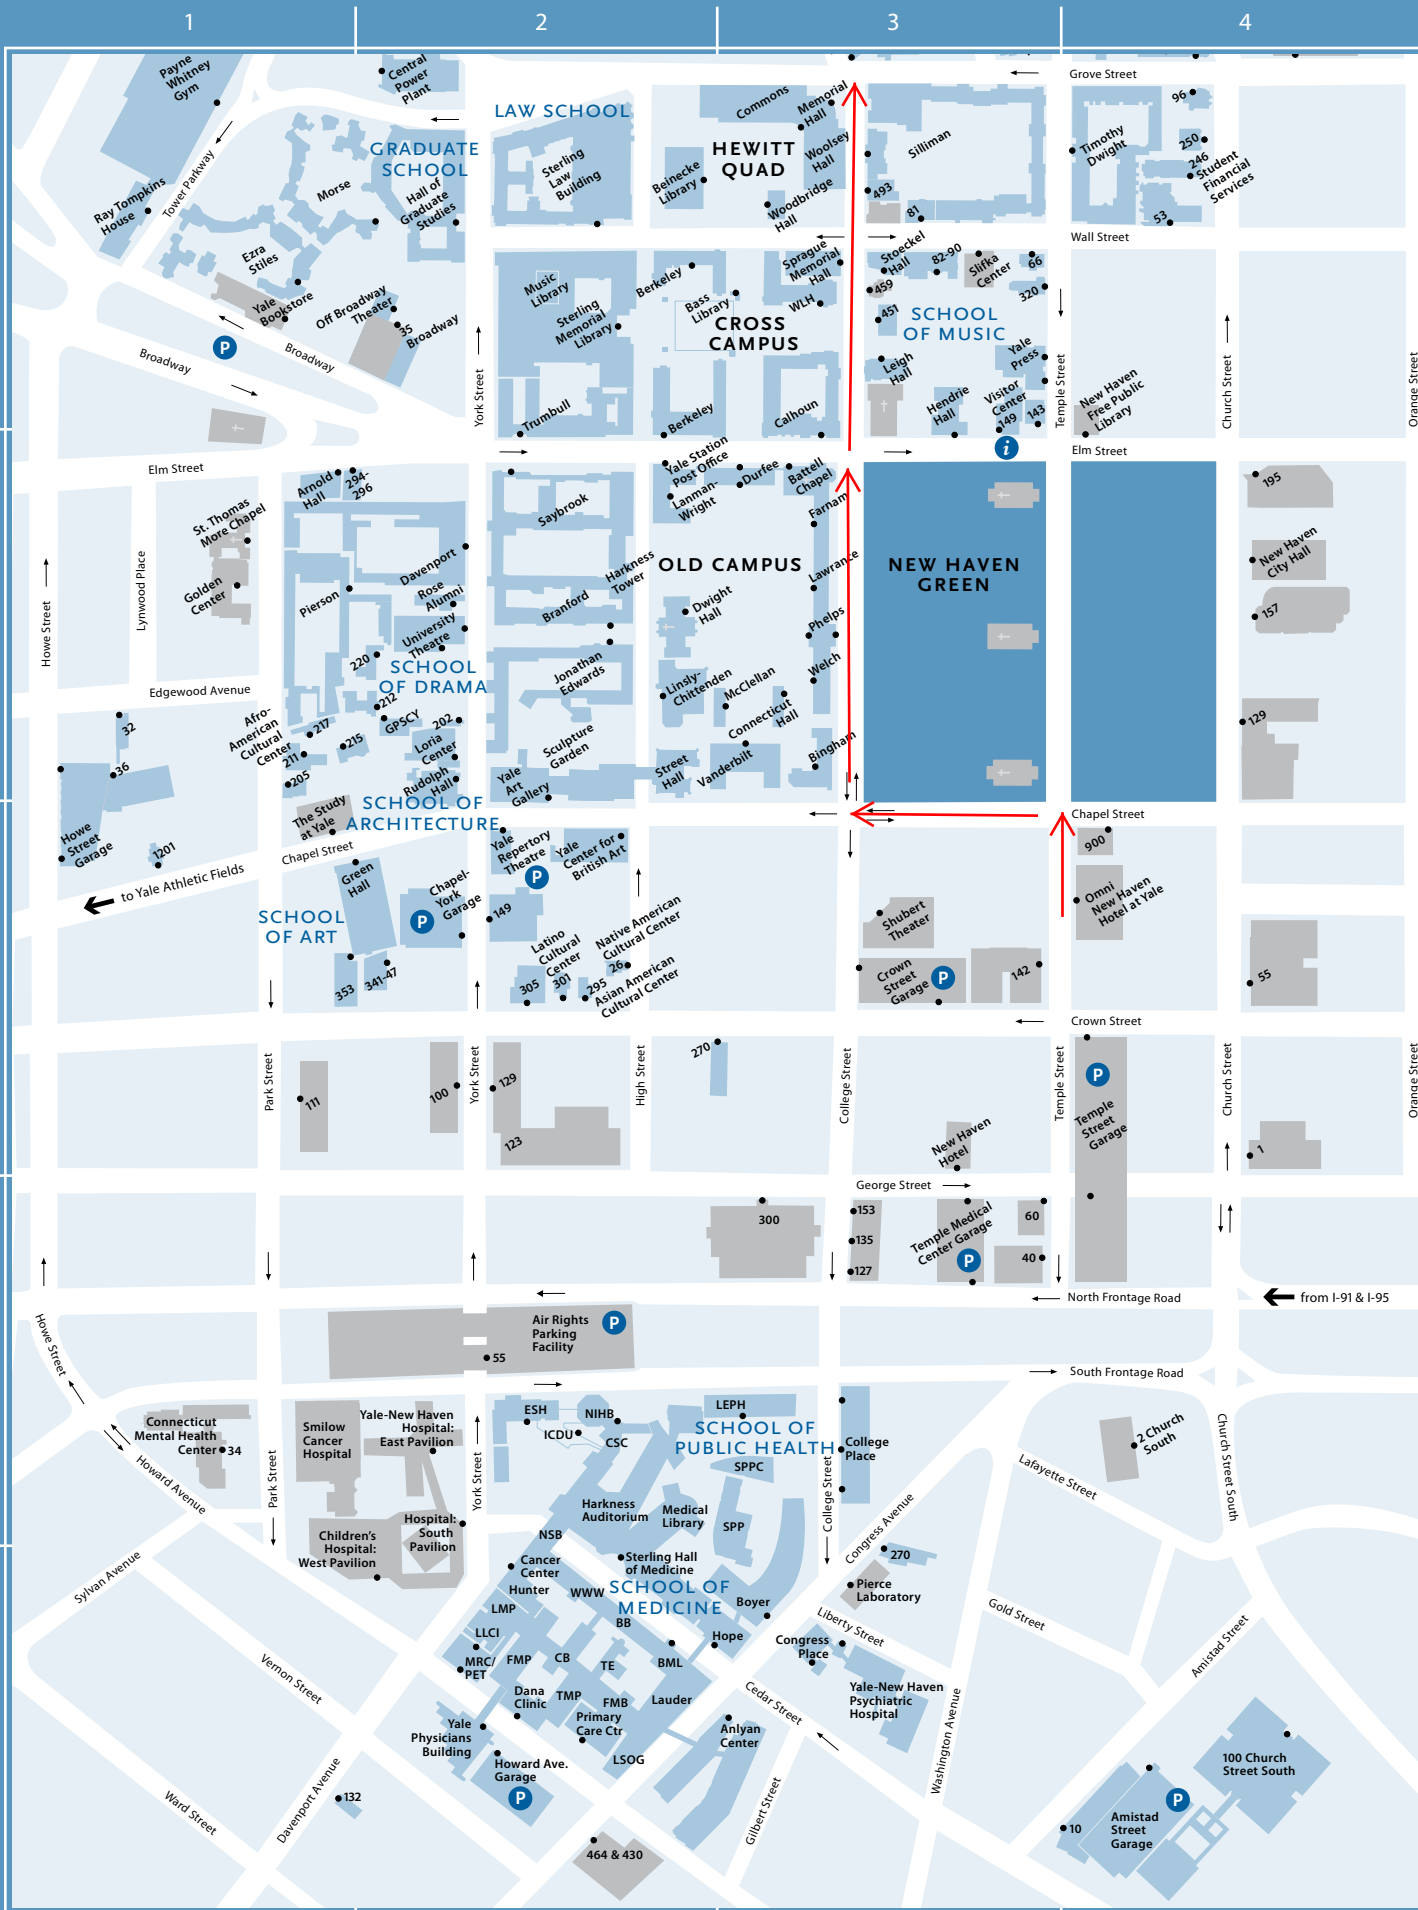 1
2
3
4
Payne
Whitney
Gym
Central
Power
Plant
Grove Street
LAW SCHOOL
Commons
Memorial
Hall
96
GRADUATE
SCHOOL
HEWITT
QUAD
Woolsey
Hall
Silliman
Timothy
Dwight
250
246
Student
Financial
Services
Tower Parkway
Morse
Hall of
Graduate
Studies
Sterling
Law
Building
Beinecke
Library
Woodbridge
Hall
493
81
53
Ray Tompkins
House
Wall Street
Ezra
Stiles
Yale
Bookstore
Off Broadway
Theater
35
Broadway
Music
Library
Sterling
Memorial
Library
Berkeley
Bass
Library
Sprague
Memorial
Hall
WLH
Stoeckel
Hall
82-90
Slifka
Center
66
459
451
320
CROSS
CAMPUS
SCHOOL
OF MUSIC
P
Broadway
Broadway
York Street
Leigh
Hall
Yale
Press
Temple Street
Church Street
Orange Street
Trumbull
Berkeley
Calhoun
Hendrie
Hall
Visitor
Center
149
143
New Haven
Free Public
Library
i
Elm Street
Elm Street
Arnold
Hall
294-
296
Yale Station
Post Office
Durfee
Battell
Chapel
195
St. Thomas
More Chapel
Saybrook
Lanman-
Wright
Farnam
New Haven
City Hall
Lynwood Place
Howe Street
Golden
Center
Pierson
Davenport
Rose
Alumni
Harkness
Tower
OLD CAMPUS
Lawrance
NEW HAVEN
GREEN
157
University
Theatre
Branford
Dwight
Hall
Phelps
220
SCHOOL
OF DRAMA
Jonathan
Edwards
Linsly-
Chittenden
McClellan
Welch
Edgewood Avenue
212
GPSCY
202
Connecticut
Hall
129
32
36
Afro-
American
Cultural
Center
217
211
215
205
Loria
Center
Rudolph
Hall
Sculpture
Garden
Yale
Art
Gallery
Street
Hall
Vanderbilt
Bingham
The Study
at Yale
SCHOOL OF
ARCHITECTURE
Chapel Street
Howe
Street
Garage
1201
Chapel Street
Yale
Repertory
Theatre
Yale
Center for
British Art
900
to Yale Athletic Fields
Green
Hall
Chapel-
York
Garage
P
P
149
Omni
New Haven
Hotel at Yale
SCHOOL
OF ART
Shubert
Theater
Latino
Cultural
Center
Native American
Cultural Center
26
Asian American
Cultural Center
353
341-47
305
301
295
Crown
Street
Garage
P
142
55
Crown Street
Park Street
York Street
High Street
College Street
Temple Street
Church Street
Orange Street
111
100
129
123
270
P
Temple
Street
Garage
New Haven
Hotel
1
George Street
300
153
135
127
Temple Medical
Center Garage
P
60
40
North Frontage Road
from I-91 & I-95
Howe Street
Air Rights
Parking
Facility
P
55
South Frontage Road
Connecticut
Mental Health
Center
34
Smilow
Cancer
Hospital
Yale-New Haven
Hospital:
East Pavilion
ESH
NIHB
ICDU
CSC
LEPH
SCHOOL OF
PUBLIC HEALTH
SPPC
College
Place
2 Church
South
Howard Avenue
Park Street
York Street
College Street
Lafayette Street
Church Street South
Harkness
Auditorium
Medical
Library
SPP
Children's
Hospital:
West Pavilion
Hospital:
South
Pavilion
NSB
Congress Avenue
270
Sylvan Avenue
Cancer
Center
Sterling Hall
of Medicine
Pierce
Laboratory
Hunter
WWW
SCHOOL OF
MEDICINE
Boyer
LMP
BB
Liberty Street
Gold Street
LLCI
Hope
Congress
Place
Amistad Street
MRC/
PET
FMP
CB
TE
BML
Vernon Street
Dana
Clinic
TMP
FMB
Lauder
Cedar Street
Yale-New Haven
Psychiatric
Hospital
Yale
Physicians
Building
Primary
Care Ctr
Anlyan
Center
Washington Avenue
LSOG
Howard Ave.
Garage
P
100 Church
Street South
132
Davenport Avenue
Ward Street
Gilbert Street
P
10
Amistad
Street
Garage
464 & 430